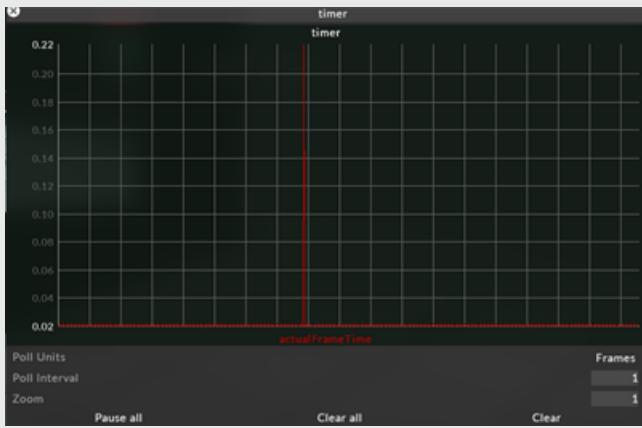 timer
timer
0.22
0.20
0.18
0.16
0.14
0.12
0.10
0.08
0.06
0.04
0.02
actualFrameTime
Poll Units Frames
Poll Interval 1
Zoom 1
Pause all Clear all Clear